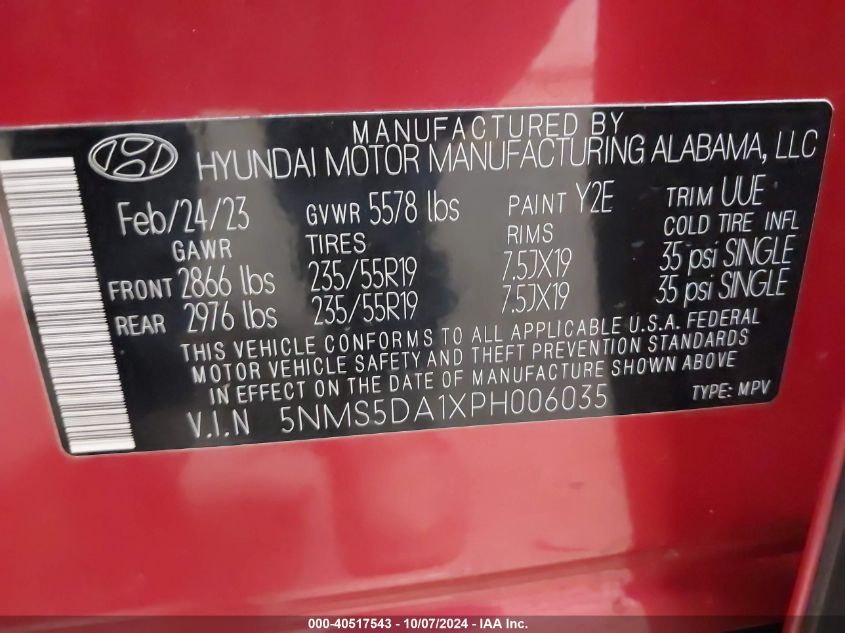 MANUFACTURED BY
HYUNDAI MOTOR MANUFACTURING ALABAMA, LLC
Feb/24/23 GVWR 5578 lbs PAINT Y2E TRIM UUE
GAWR TIRES RIMS COLD TIRE INFL
FRONT 2866 lbs 235/55R19 7.5JX19 35 psi SINGLE
REAR 2976 lbs 235/55R19 7.5JX19 35 psi SINGLE
THIS VEHICLE CONFORMS TO ALL APPLICABLE U.S.A. FEDERAL
MOTOR VEHICLE SAFETY AND THEFT PREVENTION STANDARDS
IN EFFECT ON THE DATE OF MANUFACTURE SHOWN ABOVE
V.I.N 5NMS5DA1XPH006035 TYPE: MPV
000-40517543 - 10/07/2024 - IAA Inc.